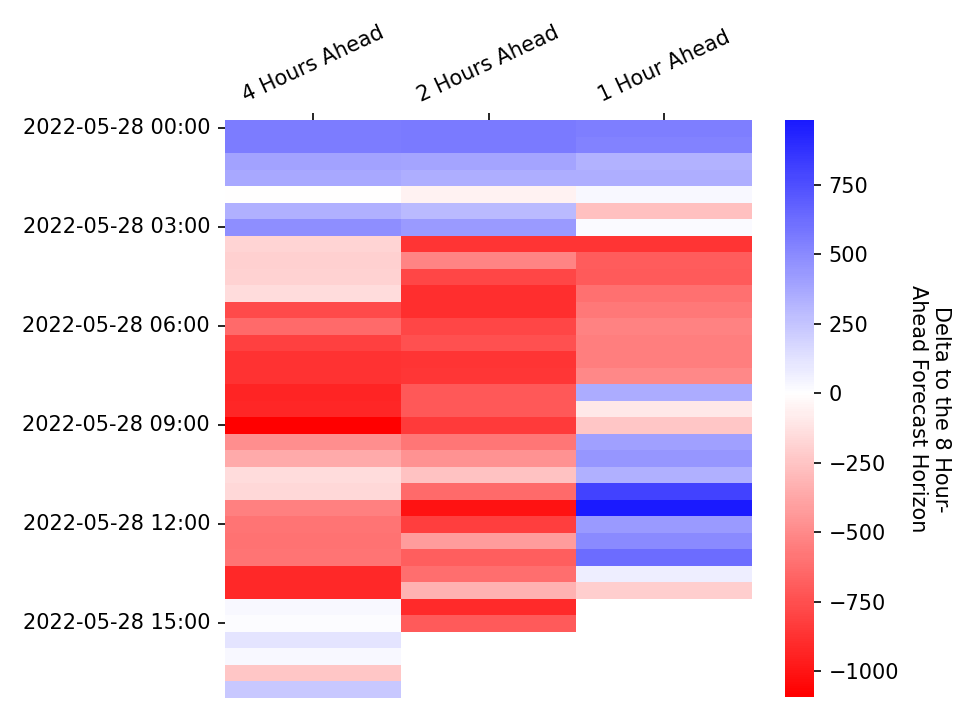 4 Hours Ahead
2 Hours Ahead
1 Hour Ahead
2022-05-28 00:00
2022-05-28 03:00
2022-05-28 06:00
2022-05-28 09:00
2022-05-28 12:00
2022-05-28 15:00
750
500
250
0
−250
−500
−750
−1000
Delta to the 8 Hour-
Ahead Forecast Horizon